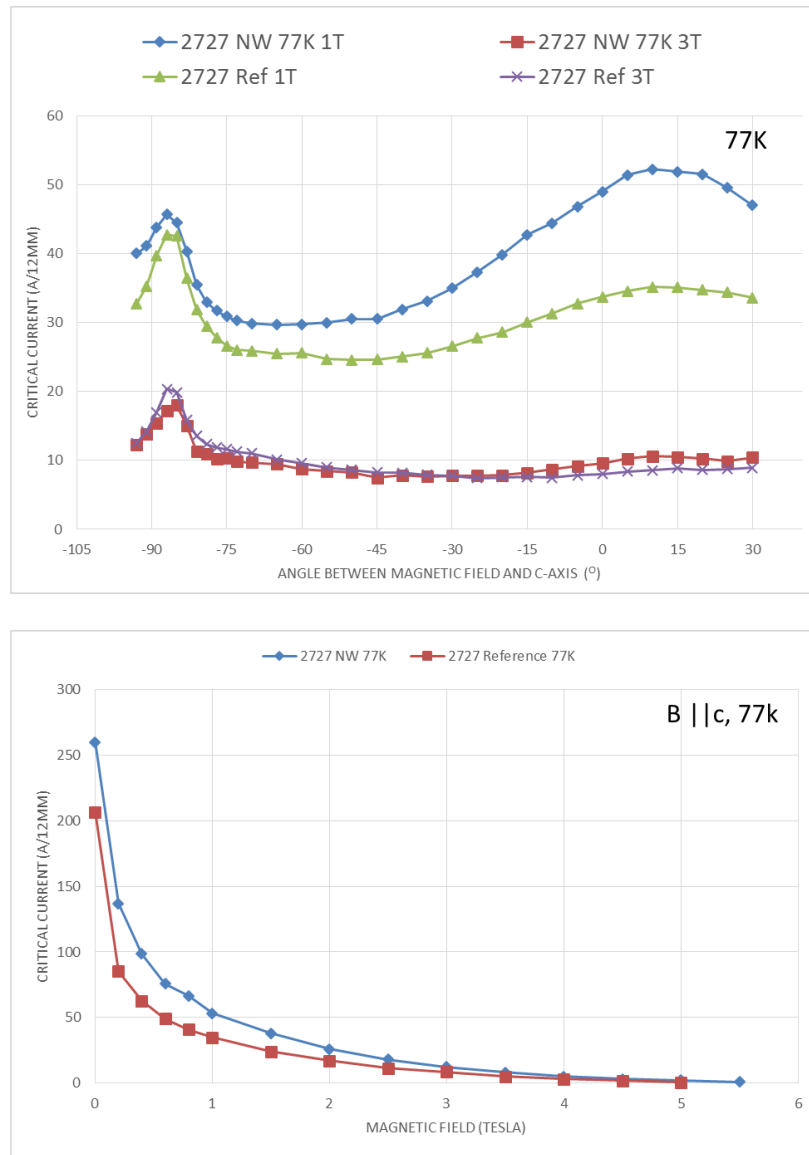 2727 NW 77K 1T
2727 NW 77K 3T
2727 Ref 1T
2727 Ref 3T
60
77K
50
40
30
20
10
0
CRITICAL CURRENT (A/12MM)
-105 -90 -75 -60 -45 -30 -15 0 15 30
ANGLE BETWEEN MAGNETIC FIELD AND C-AXIS (O)
2727 NW 77K 2727 Reference 77K
300
B ||c, 77k
250
200
150
100
50
0
CRITICAL CURRENT (A/12MM)
0 1 2 3 4 5 6
MAGNETIC FIELD (TESLA)